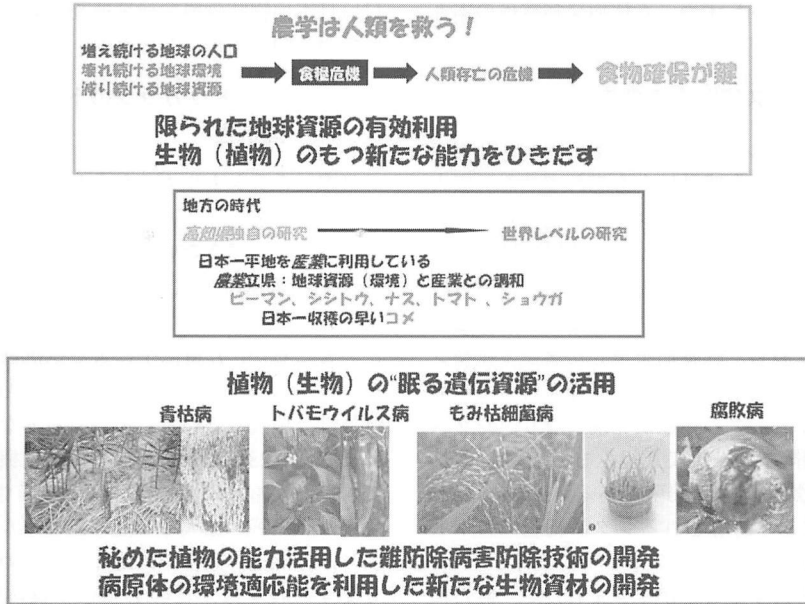 農学は人類を救う！
増え続ける地球の人口
壊れ続ける地球環境
減り続ける地球資源
食糧危機
人類存亡の危機
食物確保が鍵
限られた地球資源の有効利用
生物（植物）のもつ新たな能力をひきだす
地方の時代
高知県独自の研究
世界レベルの研究
日本一平地を産業に利用している
農業立県：地球資源（環境）と産業との調和
ピーマン、シシトウ、ナス、トマト、ショウガ
日本一収穫の早いコメ
植物（生物）の“眠る遺伝資源”の活用
青枯病 トバモウイルス病 もみ枯細菌病 腐敗病
秘めた植物の能力活用した難防除病害防除技術の開発
病原体の環境適応能を利用した新たな生物資材の開発